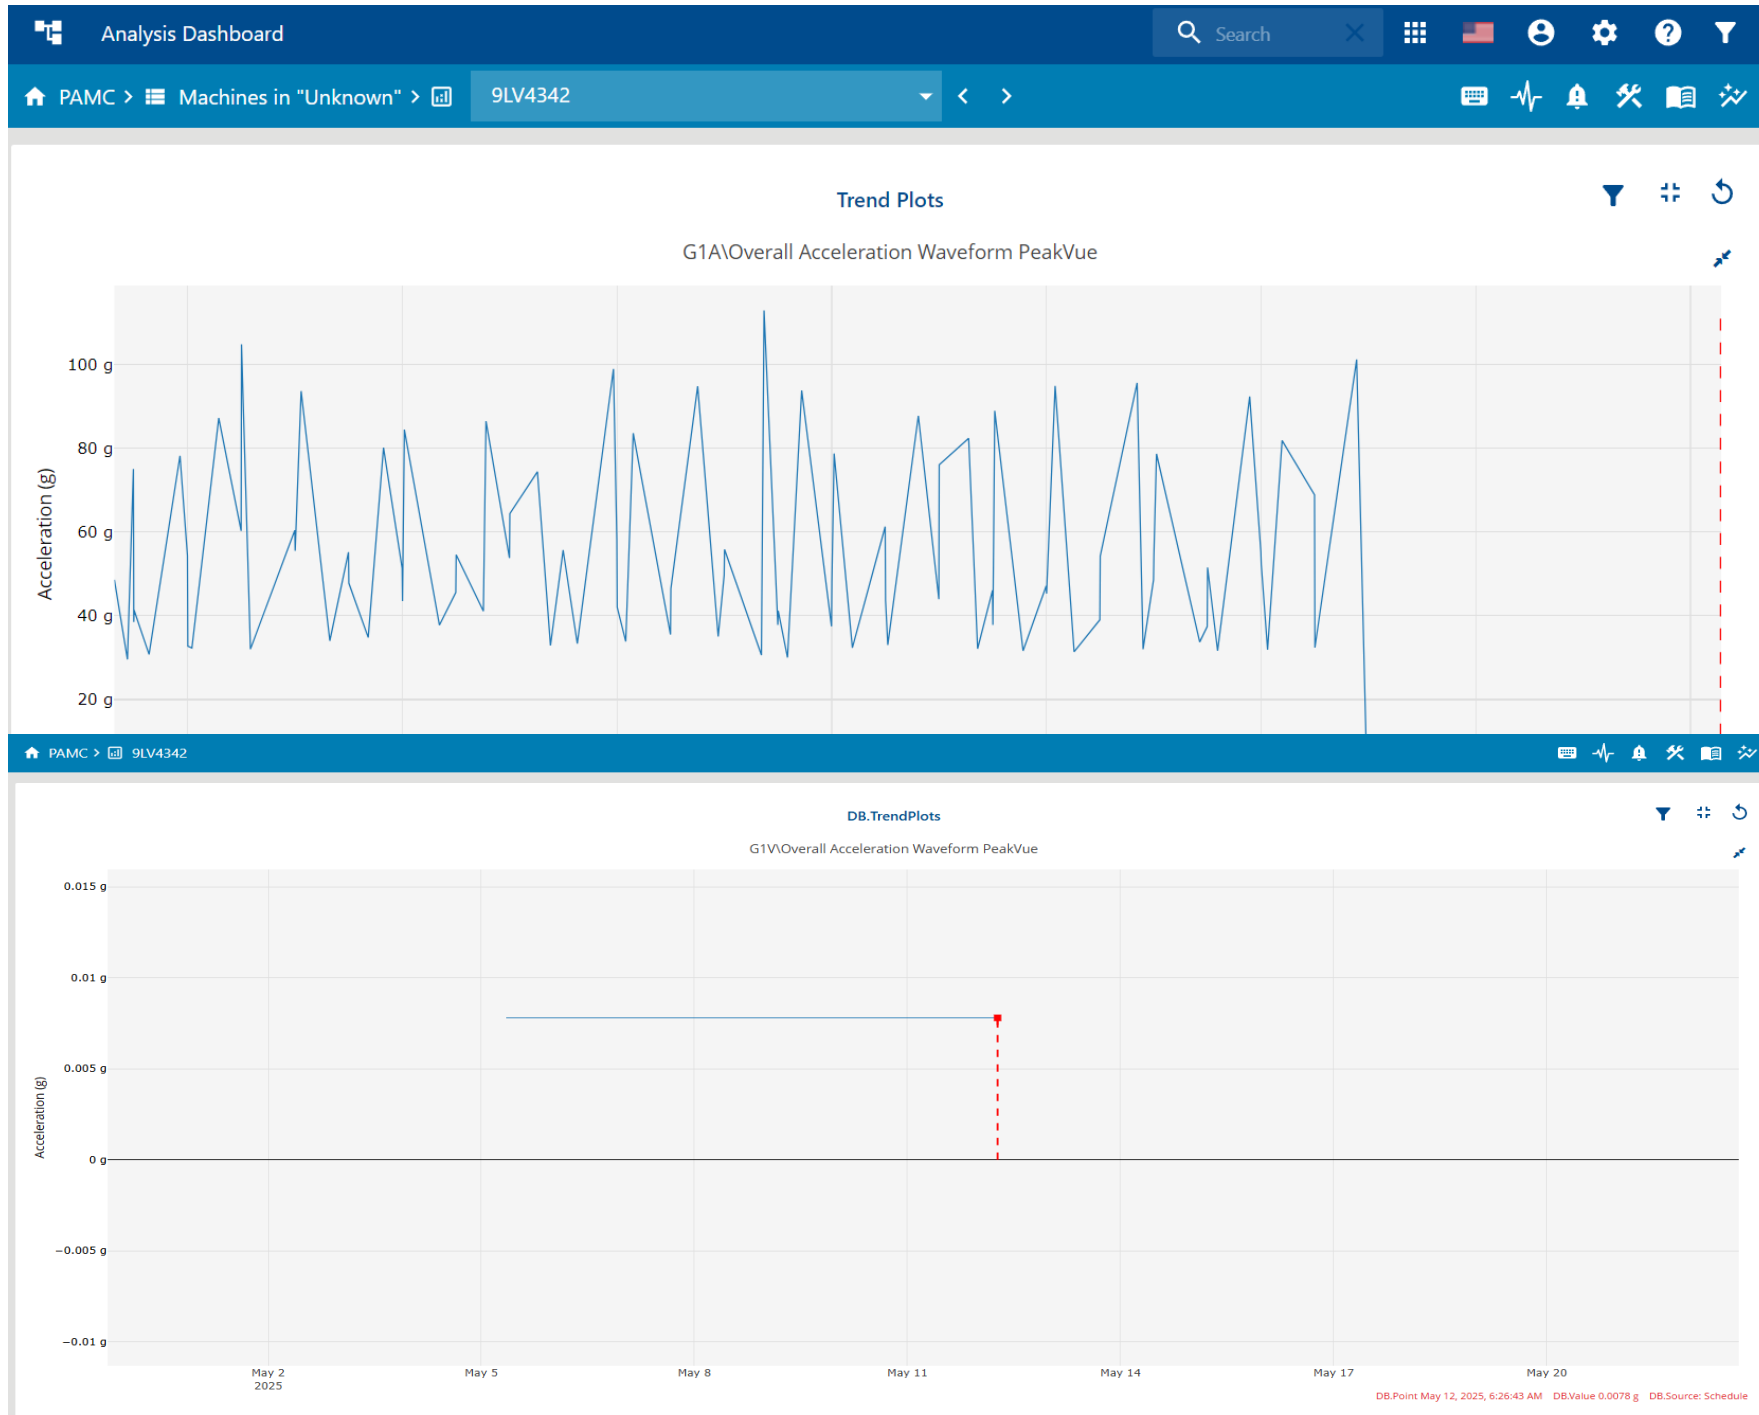 Analysis Dashboard
Search
PAMC > Machines in "Unknown" > 9LV4342
Trend Plots
G1A\Overall Acceleration Waveform PeakVue
Acceleration (g)
100 g
80 g
60 g
40 g
20 g
PAMC > 9LV4342
DB.TrendPlots
G1V\Overall Acceleration Waveform PeakVue
Acceleration (g)
0.015 g
0.01 g
0.005 g
0 g
−0.005 g
−0.01 g
May 2 May 5 May 8 May 11 May 14 May 17 May 20
2025
DB.Point May 12, 2025, 6:26:43 AM DB.Value 0.0078 g DB.Source: Schedule